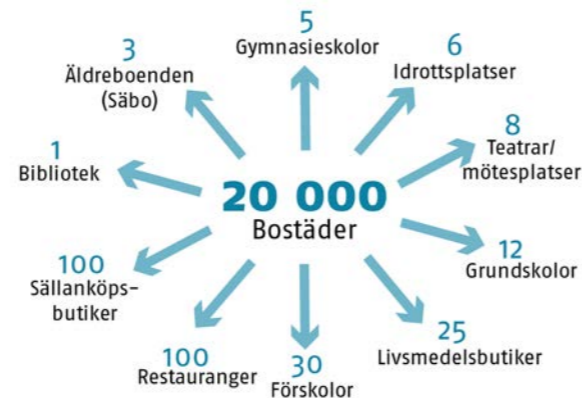 5
Gymnasieskolor
6
Idrottsplatser
8
Teatrar/
mötesplatser
12
Grundskolor
25
Livsmedelsbutiker
30
Förskolor
100
Restauranger
100
Sällanköps-
butiker
1
Bibliotek
3
Äldreboenden
(Säbo)
20 000
Bostäder